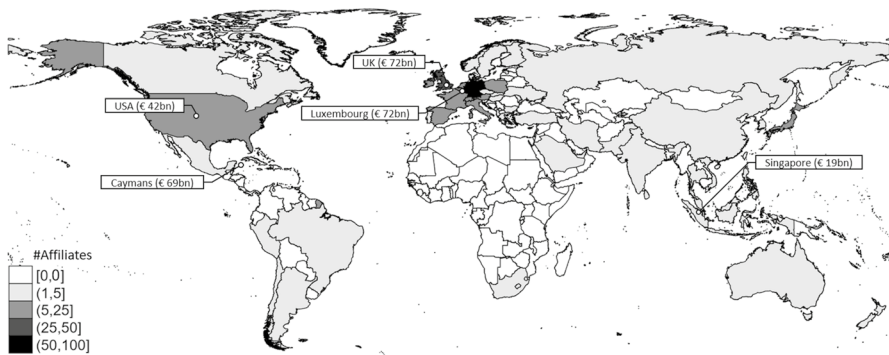 UK (€ 72bn)
USA (€ 42bn)
Luxembourg (€ 72bn)
Singapore (€ 19bn)
Caymans (€ 69bn)
#Affiliates
[0,0]
(1,5]
(5,25]
(25,50]
(50,100]